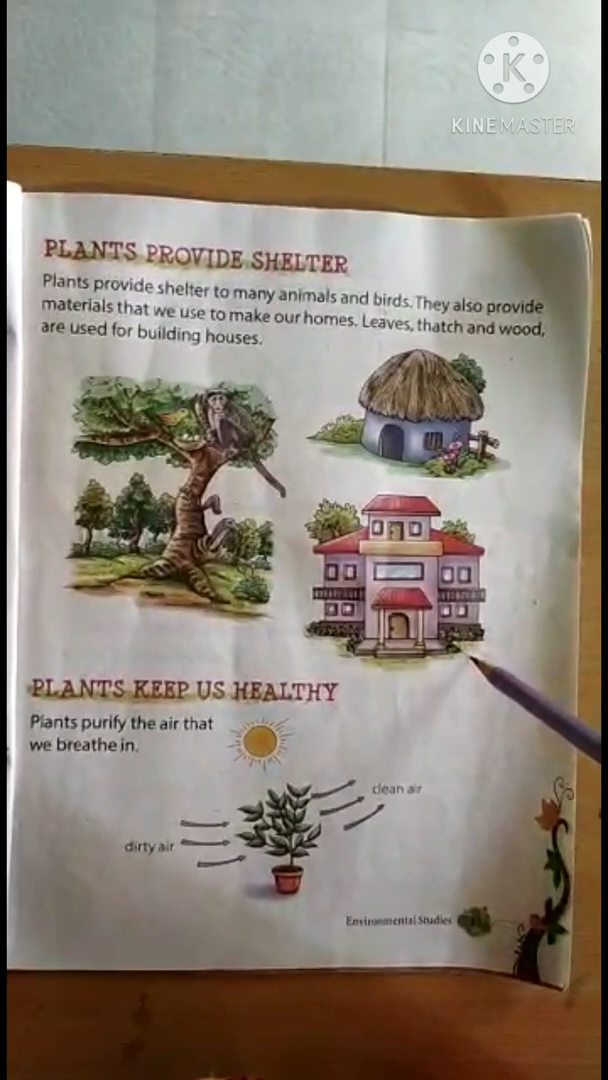 KINEMASTER
PLANTS PROVIDE SHELTER
Plants provide shelter to many animals and birds. They also provide
materials that we use to make our homes. Leaves, thatch and wood,
are used for building houses.
PLANTS KEEP US HEALTHY
Plants purify the air that
we breathe in.
clean air
dirty air
Environmental Studies